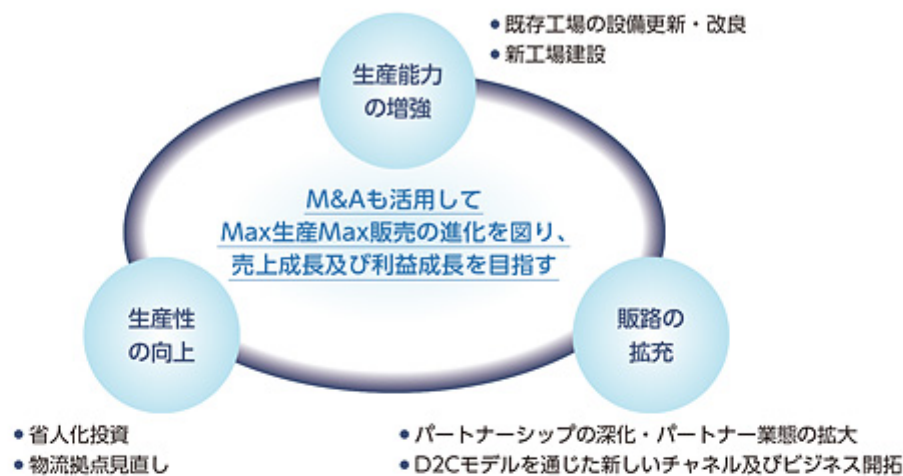 • 既存工場の設備更新・改良
• 新工場建設
生産能力
の増強
M&Aも活用して
Max生産Max販売の進化を図り、
売上成長及び利益成長を目指す
生産性
の向上
販路の
拡充
• 省人化投資
• 物流拠点見直し
• パートナーシップの深化・パートナー業態の拡大
• D2Cモデルを通じた新しいチャネル及びビジネス開拓